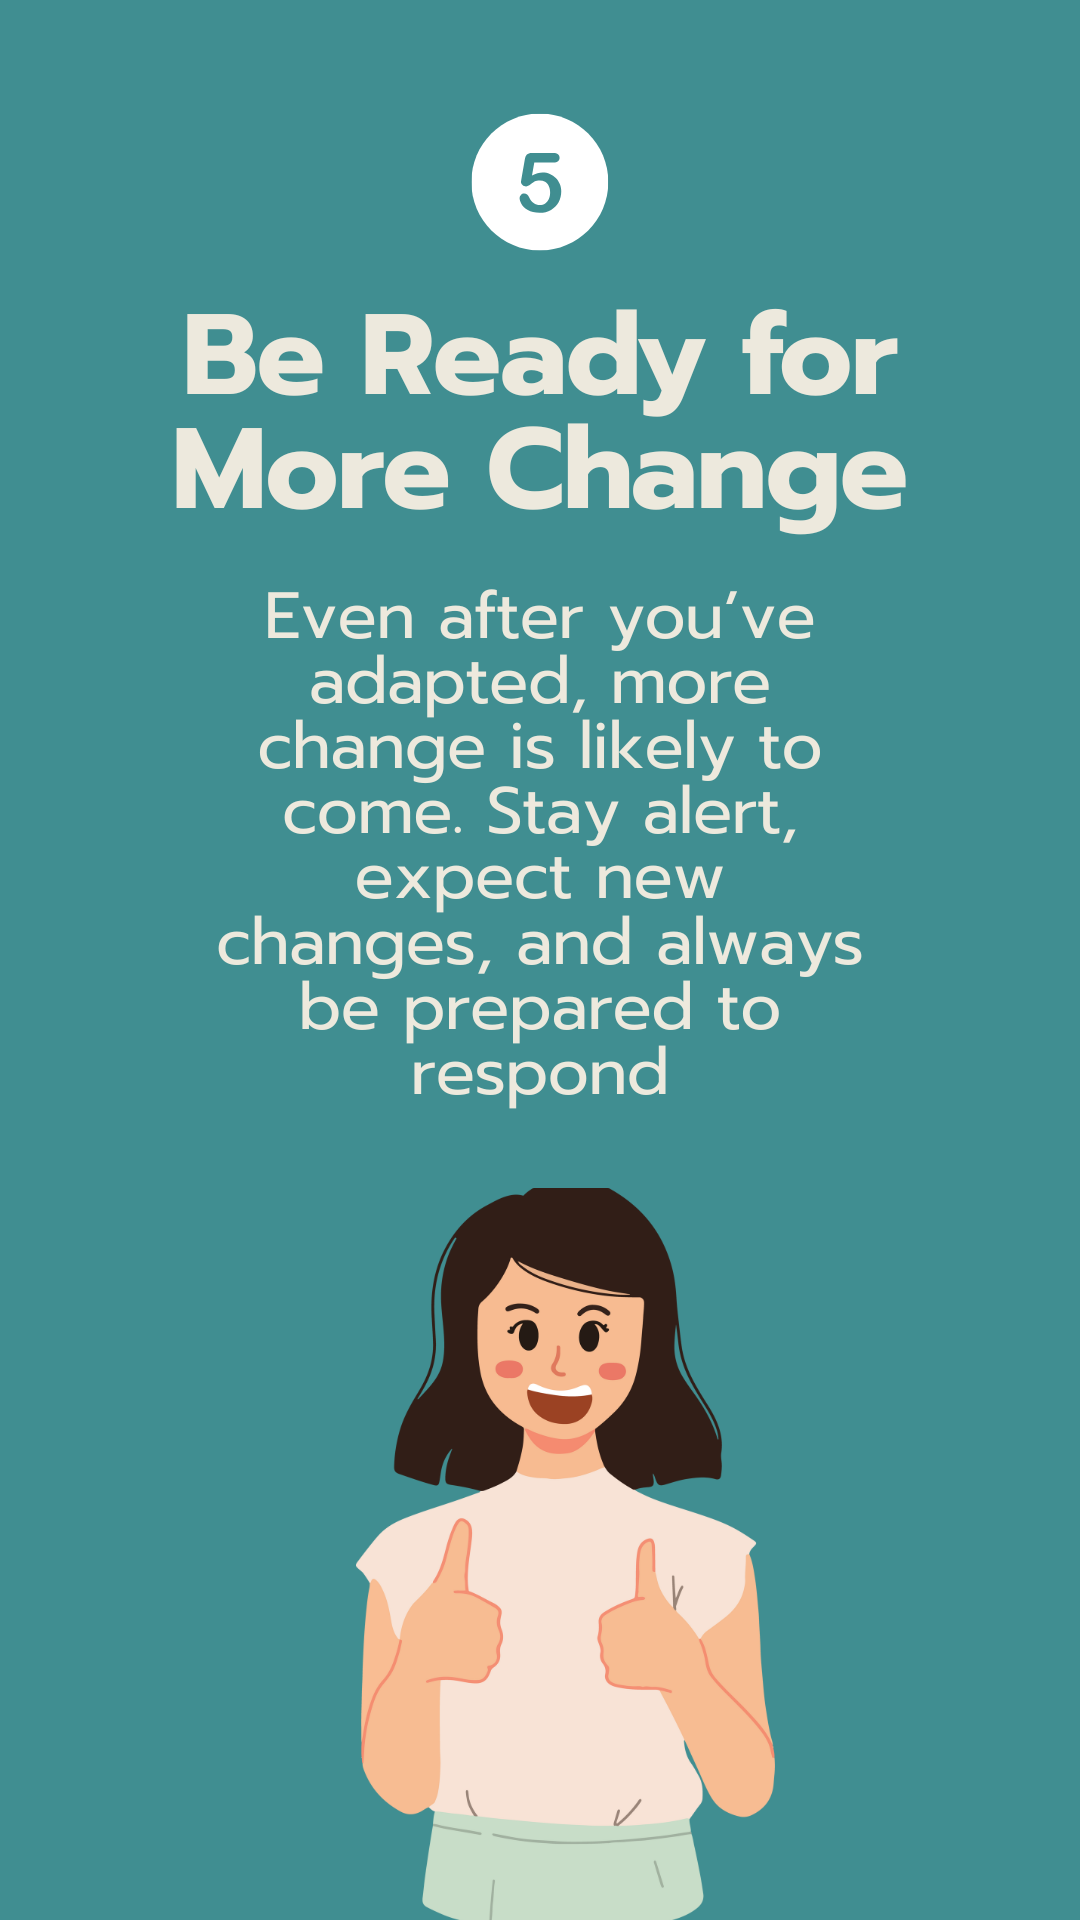 5
Be Ready for
More Change
Even after you’ve
adapted, more
change is likely to
come. Stay alert,
expect new
changes, and always
be prepared to
respond